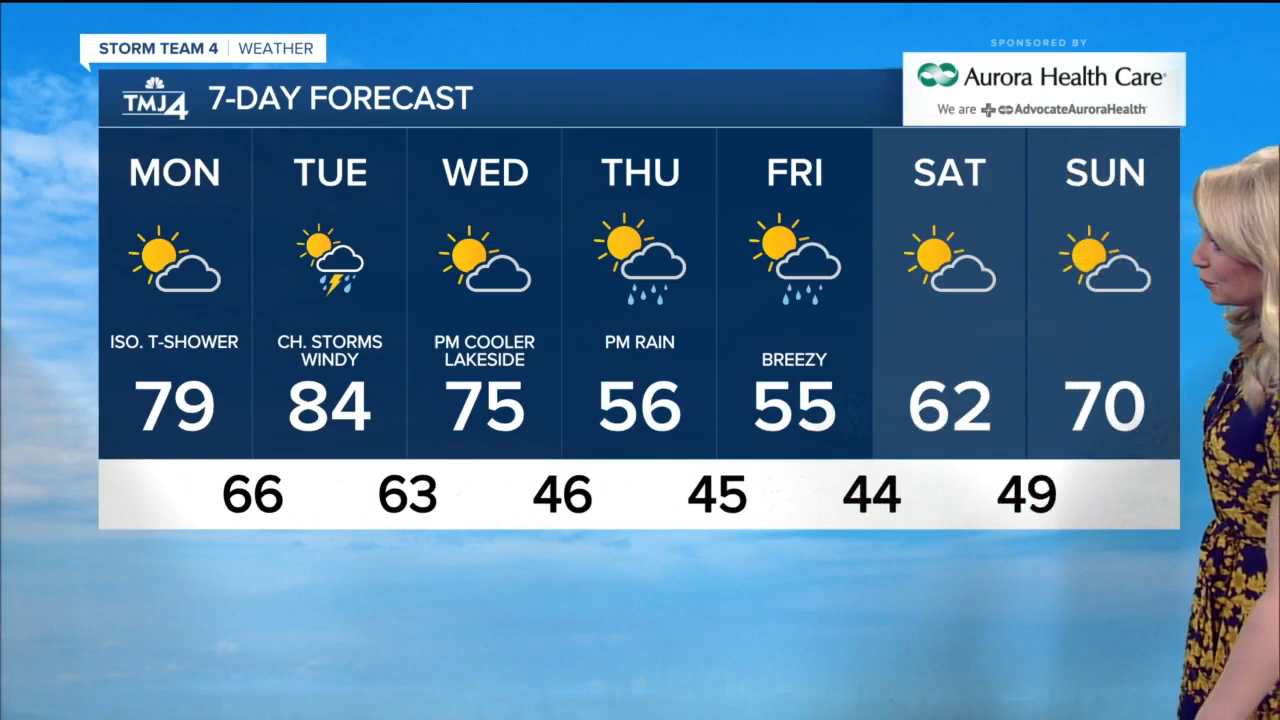 STORM TEAM 4 | WEATHER
SPONSORED BY
Aurora Health Care
We are AdvocateAuroraHealth
TMJ4 7-DAY FORECAST
MON TUE WED THU FRI SAT SUN
ISO. T-SHOWER
CH. STORMS
WINDY
PM COOLER
LAKESIDE
PM RAIN
BREEZY
79 84 75 56 55 62 70
66 63 46 45 44 49